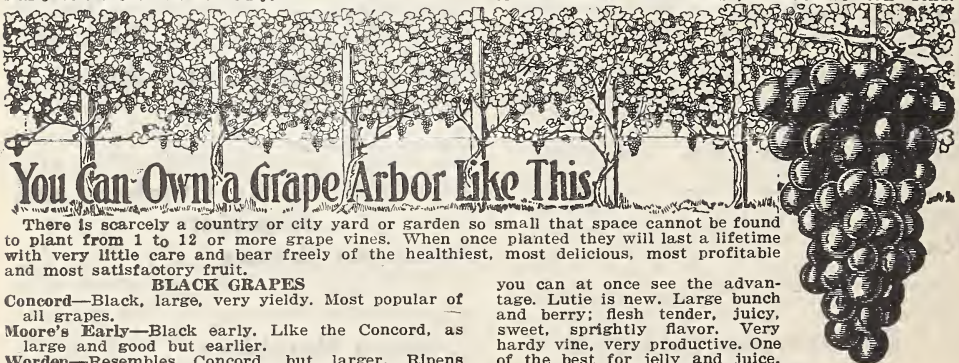 You Can Own a Grape Arbor Like This
There is scarcely a country or city yard or garden so small that space cannot be found
to plant from 1 to 12 or more grape vines. When once planted they will last a lifetime
with very little care and bear freely of the healthiest, most delicious, most profitable
and most satisfactory fruit.
BLACK GRAPES
Concord—Black, large, very yieldy. Most popular of
all grapes.
Moore's Early—Black early. Like the Concord, as
large and good but earlier.
Worden—Resembles Concord, but larger. Ripens
you can at once see the advan-
tage. Lutie is new. Large bunch
and berry; flesh tender, juicy,
sweet, sprightly flavor. Very
hardy vine, very productive. One
of the best for jelly and juice.